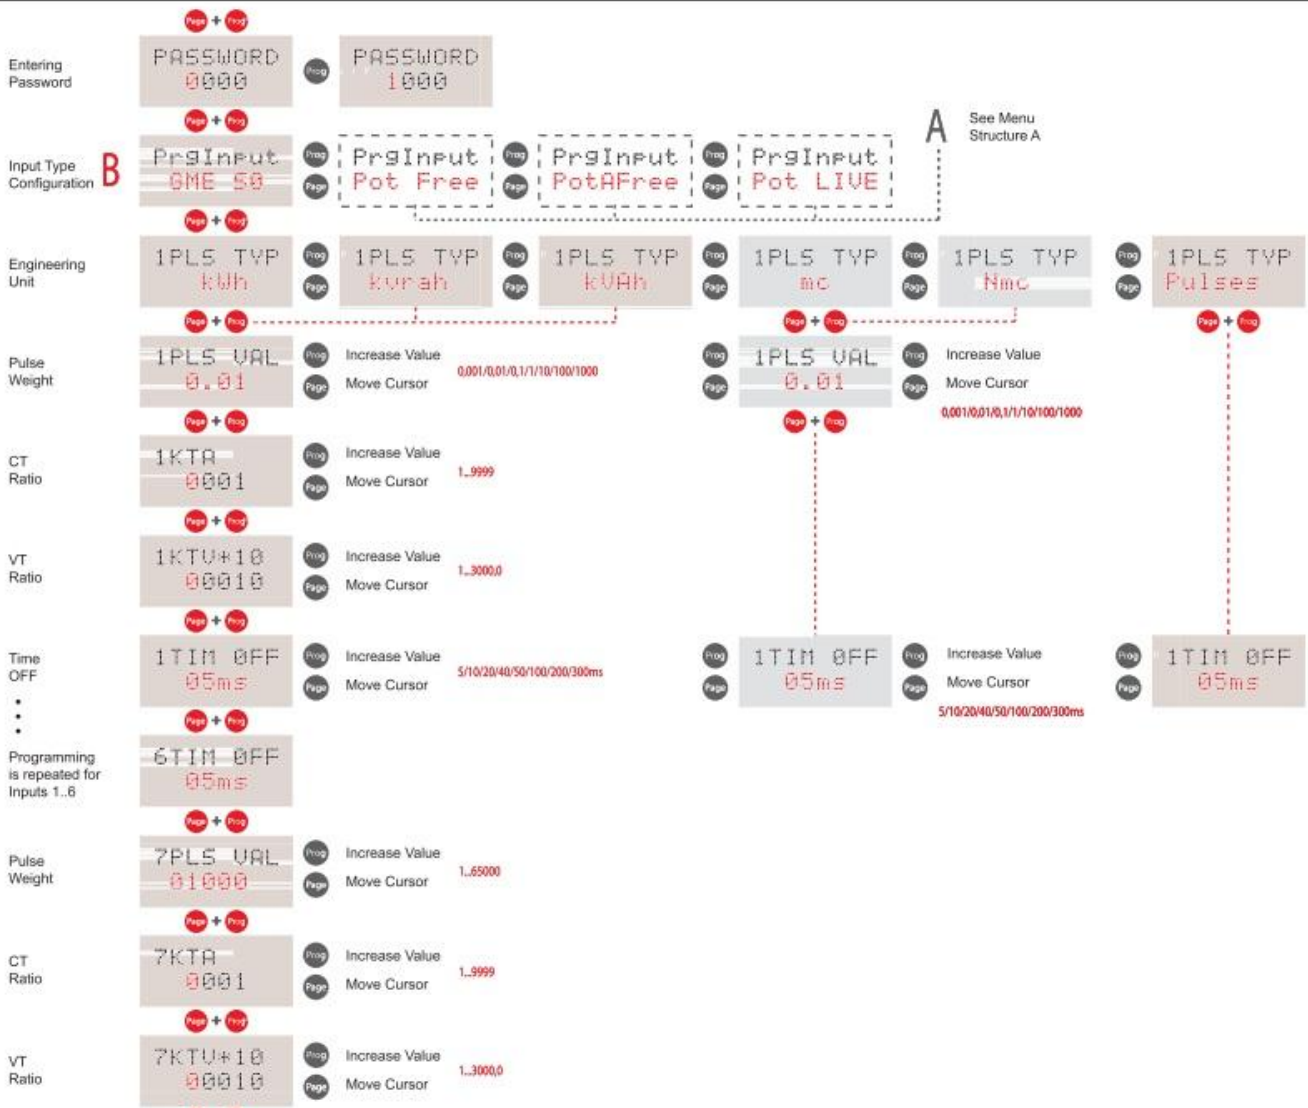 Page + Prog
Entering
Password
PASSWORD
0000
Prog
PASSWORD
1000
Page + Prog
Input Type
Configuration
B
PrgInput
GME S0
Prog
Page
PrgInput
Pot Free
Prog
Page
PrgInput
PotAFree
Prog
Page
PrgInput
Pot LIVE
A
See Menu
Structure A
Page + Prog
Engineering
Unit
1PLS TYP
kWh
Prog
Page
1PLS TYP
kvrah
Prog
Page
1PLS TYP
kVAh
Prog
Page
1PLS TYP
mc
Prog
Page
1PLS TYP
Nmc
Prog
Page
1PLS TYP
Pulses
Page + Prog
Page + Prog
Page + Prog
Pulse
Weight
1PLS VAL
0.01
Prog Increase Value
Page Move Cursor
0,001/0,01/0,1/1/10/100/1000
Prog
Page
1PLS VAL
0.01
Prog Increase Value
Page Move Cursor
0,001/0,01/0,1/1/10/100/1000
Page + Prog
Page + Prog
CT
Ratio
1KTA
0001
Prog Increase Value
Page Move Cursor
1..9999
Page + Prog
VT
Ratio
1KTV*10
00010
Prog Increase Value
Page Move Cursor
1..3000,0
Page + Prog
Time
OFF
1TIM OFF
05ms
Prog Increase Value
Page Move Cursor
5/10/20/40/50/100/200/300ms
Prog
Page
1TIM OFF
05ms
Prog Increase Value
Page Move Cursor
5/10/20/40/50/100/200/300ms
Prog
Page
1TIM OFF
05ms
Page + Prog
Programming
is repeated for
Inputs 1..6
6TIM OFF
05ms
Page + Prog
Pulse
Weight
7PLS VAL
01000
Prog Increase Value
Page Move Cursor
1..65000
Page + Prog
CT
Ratio
7KTA
0001
Prog Increase Value
Page Move Cursor
1..9999
Page + Prog
VT
Ratio
7KTV*10
00010
Prog Increase Value
Page Move Cursor
1..3000,0